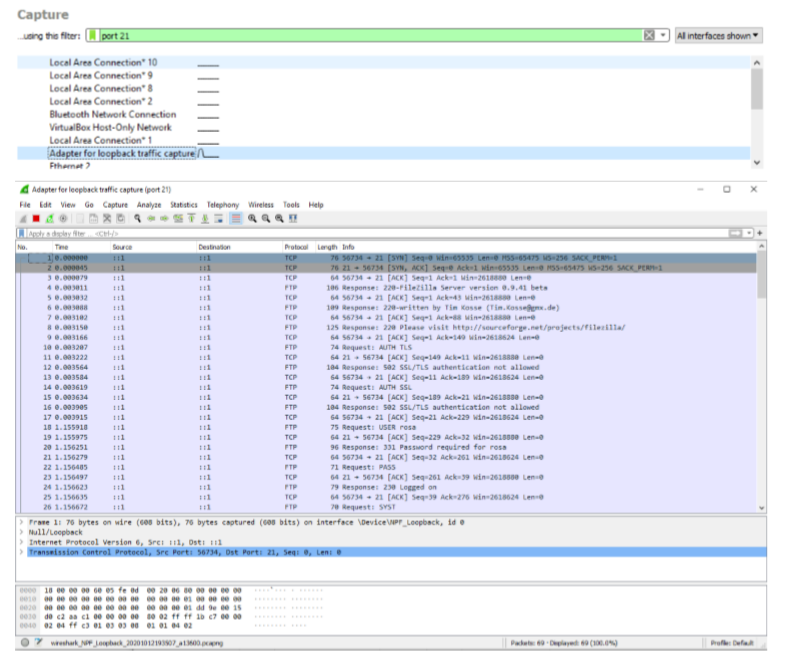 Capture
...using this filter: port 21 All interfaces shown
Local Area Connection* 10
Local Area Connection* 9
Local Area Connection* 8
Local Area Connection* 2
Bluetooth Network Connection
VirtualBox Host-Only Network
Local Area Connection* 1
Adapter for loopback traffic capture
Ethernet 2
Adapter for loopback traffic capture (port 21)
File Edit View Go Capture Analyze Statistics Telephony Wireless Tools Help
Apply a display filter ... <Ctrl-/>
No. Time Source Destination Protocol Length Info
1 0.000000 ::1 ::1 TCP 76 56734 → 21 [SYN] Seq=0 Win=65535 Len=0 MSS=65475 WS=256 SACK_PERM=1
2 0.000045 ::1 ::1 TCP 76 21 → 56734 [SYN, ACK] Seq=0 Ack=1 Win=65535 Len=0 MSS=65475 WS=256 SACK_PERM=1
3 0.000079 ::1 ::1 TCP 64 56734 → 21 [ACK] Seq=1 Ack=1 Win=2618880 Len=0
4 0.003011 ::1 ::1 FTP 106 Response: 220-FileZilla Server version 0.9.41 beta
5 0.003032 ::1 ::1 TCP 64 56734 → 21 [ACK] Seq=1 Ack=43 Win=2618880 Len=0
6 0.003088 ::1 ::1 FTP 109 Response: 220-written by Tim Kosse (Tim.Kosse@gmx.de)
7 0.003102 ::1 ::1 TCP 64 56734 → 21 [ACK] Seq=1 Ack=88 Win=2618880 Len=0
8 0.003150 ::1 ::1 FTP 125 Response: 220 Please visit http://sourceforge.net/projects/filezilla/
9 0.003166 ::1 ::1 TCP 64 56734 → 21 [ACK] Seq=1 Ack=149 Win=2618624 Len=0
10 0.003207 ::1 ::1 FTP 74 Request: AUTH TLS
11 0.003222 ::1 ::1 TCP 64 21 → 56734 [ACK] Seq=149 Ack=11 Win=2618880 Len=0
12 0.003564 ::1 ::1 FTP 104 Response: 502 SSL/TLS authentication not allowed
13 0.003584 ::1 ::1 TCP 64 56734 → 21 [ACK] Seq=11 Ack=189 Win=2618624 Len=0
14 0.003619 ::1 ::1 FTP 74 Request: AUTH SSL
15 0.003634 ::1 ::1 TCP 64 21 → 56734 [ACK] Seq=189 Ack=21 Win=2618880 Len=0
16 0.003905 ::1 ::1 FTP 104 Response: 502 SSL/TLS authentication not allowed
17 0.003915 ::1 ::1 TCP 64 56734 → 21 [ACK] Seq=21 Ack=229 Win=2618624 Len=0
18 1.155918 ::1 ::1 FTP 75 Request: USER rosa
19 1.155975 ::1 ::1 TCP 64 21 → 56734 [ACK] Seq=229 Ack=32 Win=2618880 Len=0
20 1.156251 ::1 ::1 FTP 96 Response: 331 Password required for rosa
21 1.156279 ::1 ::1 TCP 64 56734 → 21 [ACK] Seq=32 Ack=261 Win=2618624 Len=0
22 1.156485 ::1 ::1 FTP 71 Request: PASS
23 1.156497 ::1 ::1 TCP 64 21 → 56734 [ACK] Seq=261 Ack=39 Win=2618880 Len=0
24 1.156623 ::1 ::1 FTP 79 Response: 230 Logged on
25 1.156635 ::1 ::1 TCP 64 56734 → 21 [ACK] Seq=39 Ack=276 Win=2618624 Len=0
26 1.156672 ::1 ::1 FTP 70 Request: SYST
Frame 1: 76 bytes on wire (608 bits), 76 bytes captured (608 bits) on interface \Device\NPF_Loopback, id 0
Null/Loopback
Internet Protocol Version 6, Src: ::1, Dst: ::1
Transmission Control Protocol, Src Port: 56734, Dst Port: 21, Seq: 0, Len: 0
0000 18 00 00 00 60 05 fe 0d 00 20 06 80 00 00 00 00
0010 00 00 00 00 00 00 00 00 00 00 00 01 00 00 00 00
0020 00 00 00 00 00 00 00 00 00 00 00 01 dd 9e 00 15
0030 d0 c2 aa c1 00 00 00 00 80 02 ff ff 1b c7 00 00
0040 02 04 ff c3 01 03 03 08 01 01 04 02
wireshark_NPF_Loopback_20201012193507_a13600.pcapng Packets: 69 · Displayed: 69 (100.0%) Profile: Default